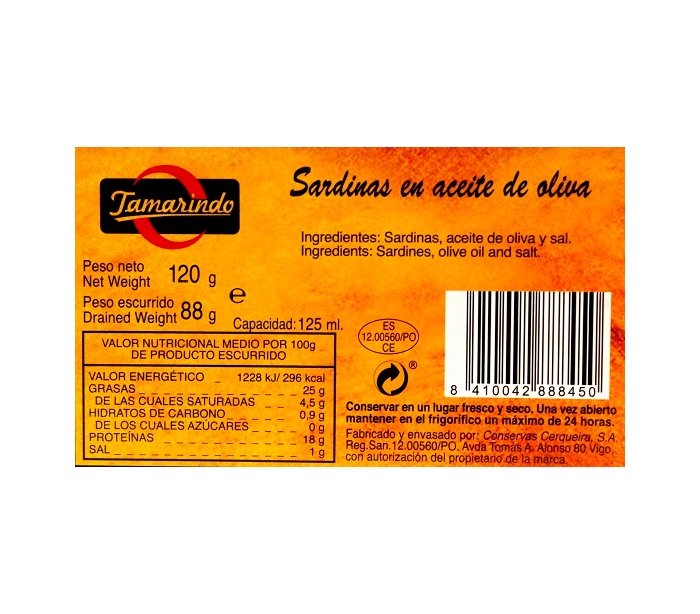 Tamarindo
Sardinas en aceite de oliva
Ingredientes: Sardinas, aceite de oliva y sal.
Ingredients: Sardines, olive oil and salt.
Peso neto
Net Weight 120 g
Peso escurrido
Drained Weight 88 g
e
Capacidad: 125 ml.
VALOR NUTRICIONAL MEDIO POR 100g
DE PRODUCTO ESCURRIDO
VALOR ENERGÉTICO _ 1228 kJ/ 296 kcal
GRASAS _ _ _ _ _ _ _ _ _ _ _ _ 25 g
DE LAS CUALES SATURADAS _ _ _ _ 4,5 g
HIDRATOS DE CARBONO _ _ _ _ _ 0,9 g
DE LOS CUALES AZÚCARES _ _ _ _ 0 g
PROTEÍNAS _ _ _ _ _ _ _ _ _ _ _ 18 g
SAL _ _ _ _ _ _ _ _ _ _ _ _ _ _ 1 g
ES
12.00560/PO
CE
®
8 410042 888450
Conservar en un lugar fresco y seco. Una vez abierto
mantener en el frigorífico un máximo de 24 horas.
Fabricado y envasado por: Conservas Cerqueira, S.A.
Reg.San.12.00560/PO. Avda Tomás A. Alonso 80 Vigo,
con autorización del propietario de la marca.